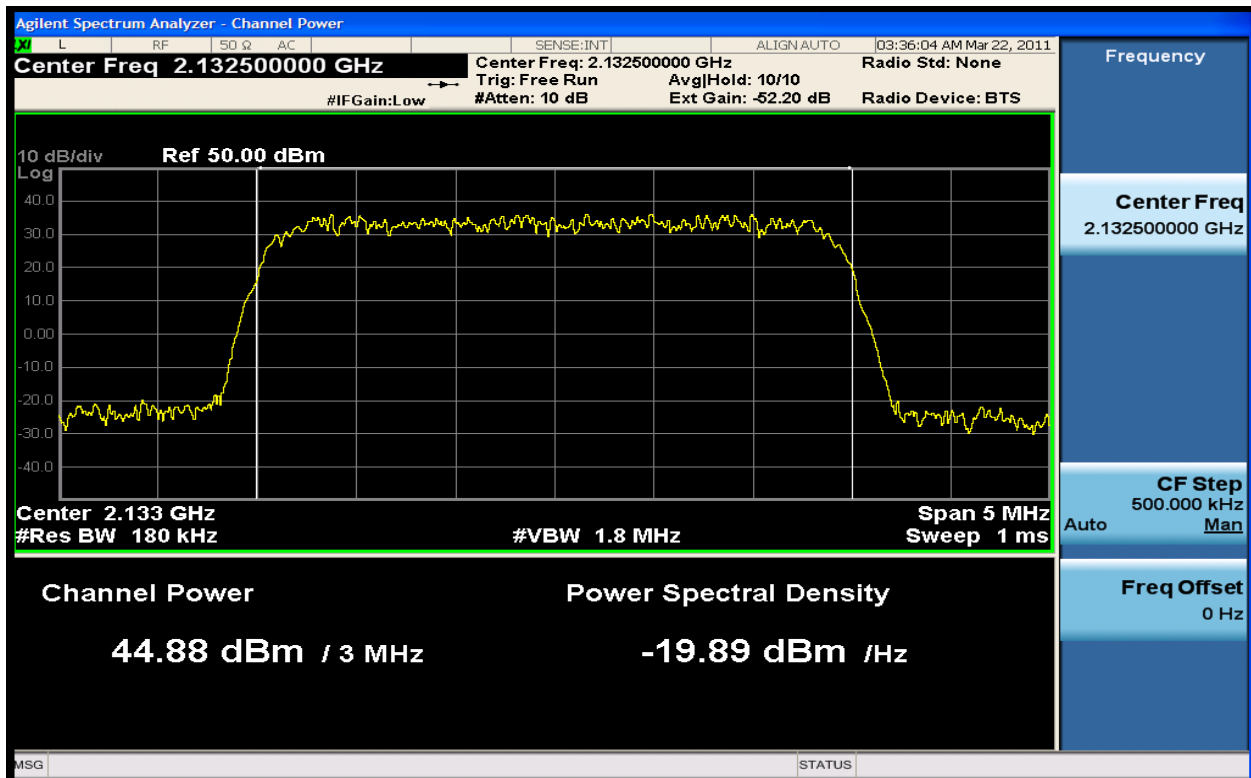 Agilent Spectrum Analyzer - Channel Power
L RF 50 Ω AC SENSE:INT ALIGN AUTO 03:36:04 AM Mar 22, 2011
Center Freq 2.132500000 GHz
Center Freq: 2.132500000 GHz Radio Std: None
Trig: Free Run Avg|Hold: 10/10
#IFGain:Low #Atten: 10 dB Ext Gain: -52.20 dB Radio Device: BTS
10 dB/div Ref 50.00 dBm
Log
40.0
30.0
20.0
10.0
0.00
-10.0
-20.0
-30.0
-40.0
Center 2.133 GHz Span 5 MHz
#Res BW 180 kHz #VBW 1.8 MHz Sweep 1 ms
Channel Power Power Spectral Density
44.88 dBm / 3 MHz -19.89 dBm /Hz
MSG STATUS
Frequency
Center Freq
2.132500000 GHz
CF Step
500.000 kHz
Auto Man
Freq Offset
0 Hz